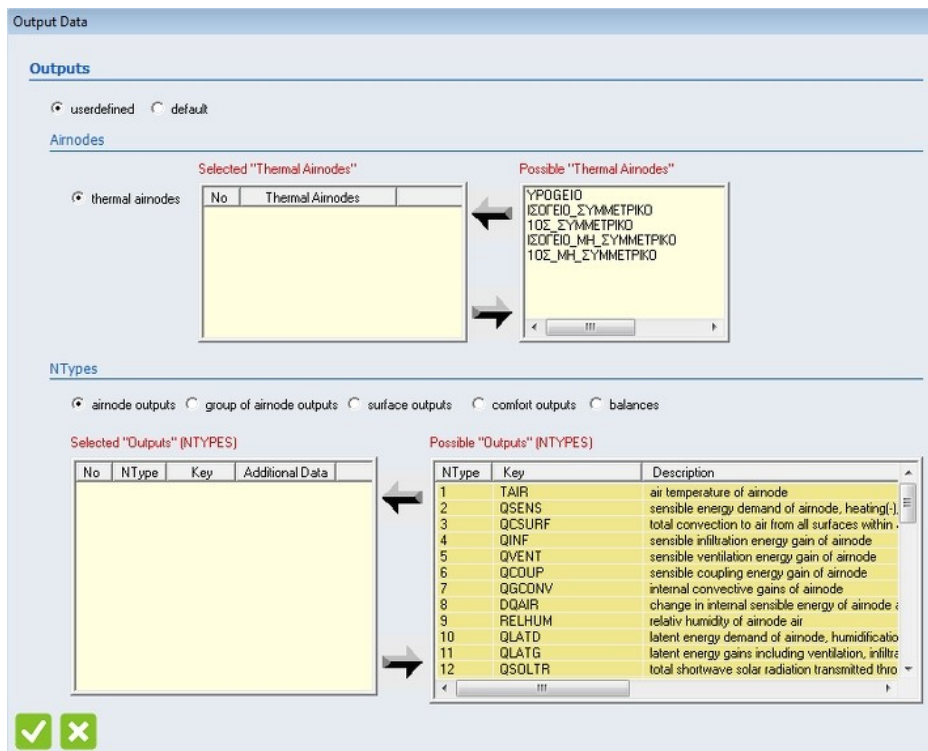 Output Data
Outputs
userdefined default
Airnodes
Selected "Thermal Airnodes" Possible "Thermal Airnodes"
thermal airnodes
No Thermal Airnodes
ΥΡΟGΕΙΟ
ΙΣΟΓΕΙΟ_ΣΥΜΜΕΤΡΙΚΟ
1ΟΣ_ΣΥΜΜΕΤΡΙΚΟ
ΙΣΟΓΕΙΟ_ΜΗ_ΣΥΜΜΕΤΡΙΚΟ
1ΟΣ_ΜΗ_ΣΥΜΜΕΤΡΙΚΟ
NTypes
airnode outputs group of airnode outputs surface outputs comfort outputs balances
Selected "Outputs" (NTYPES) Possible "Outputs" (NTYPES)
No NType Key Additional Data
NType Key Description
1 TAIR air temperature of airnode
2 QSENS sensible energy demand of airnode, heating(-),
3 QCSURF total convection to air from all surfaces within
4 QINF sensible infiltration energy gain of airnode
5 QVENT sensible ventilation energy gain of airnode
6 QCOUP sensible coupling energy gain of airnode
7 QGCONV internal convective gains of airnode
8 DQAIR change in internal sensible energy of airnode
9 RELHUM relativ humidity of airnode air
10 QLATD latent energy demand of airnode, humidificatio
11 QLATG latent energy gains including ventilation, infiltra
12 QSOLTR total shortwave solar radiation transmitted thro